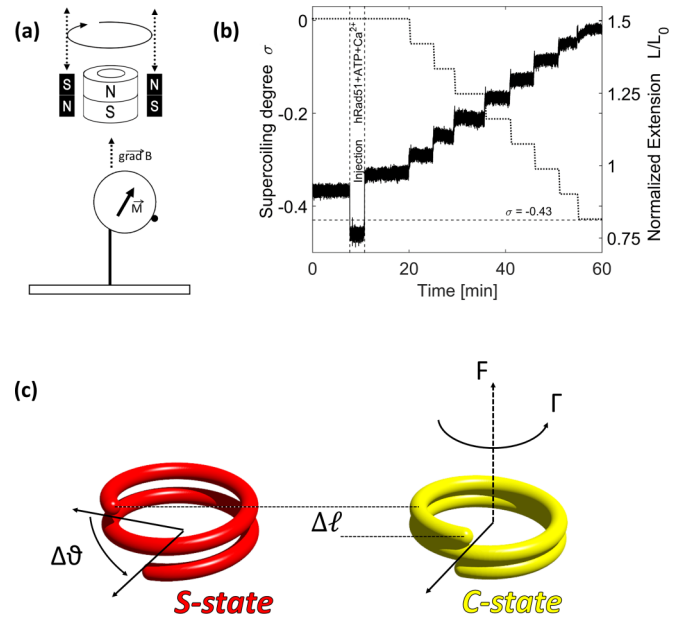 (a)
S
N
N
S
N
S
grad B
M
(b)
Supercoiling degree σ
0
-0.2
-0.4
Injection hRad51+ATP+Ca²⁺
σ = -0.43
0
20
40
60
Time [min]
1.5
1.25
1
0.75
Normalized Extension L/L₀
(c)
F
Γ
Δℓ
Δϑ
S-state
C-state